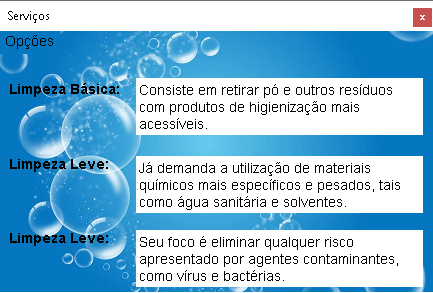 Serviços
x
Opções
Limpeza Básica:
Consiste em retirar pó e outros resíduos
com produtos de higienização mais
acessíveis.
Limpeza Leve:
Já demanda a utilização de materiais
químicos mais específicos e pesados, tais
como água sanitária e solventes.
Limpeza Leve:
Seu foco é eliminar qualquer risco
apresentado por agentes contaminantes,
como vírus e bactérias.